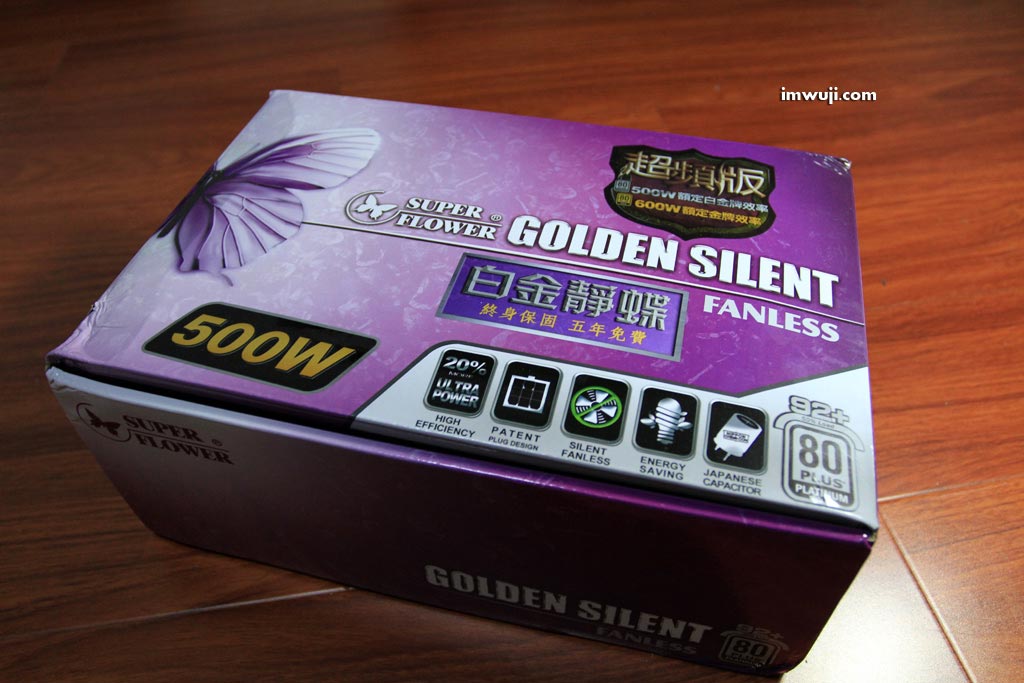 imwuji.com
超頻版
500W 額定白金牌效率
600W 額定金牌效率
SUPER
FLOWER ®
GOLDEN SILENT
FANLESS
白金靜蝶
終身保固 五年免費
500W
20%
MORE
ULTRA
POWER
HIGH
EFFICIENCY
PATENT
PLUG DESIGN
SILENT
FANLESS
ENERGY
SAVING
JAPANESE
CAPACITOR
92+
80
PLUS
PLATINUM
SUPER
FLOWER ®
GOLDEN SILENT
FANLESS
92+
80